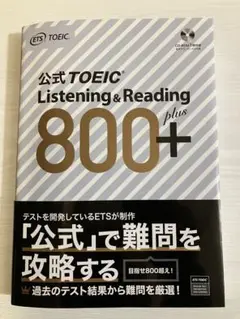 ETS TOEIC
公式 TOEIC®
Listening & Reading
800+
plus
テストを開発しているETSが制作
「公式」で難問を
攻略する
目指せ800超え!
過去のテスト結果から難問を厳選!